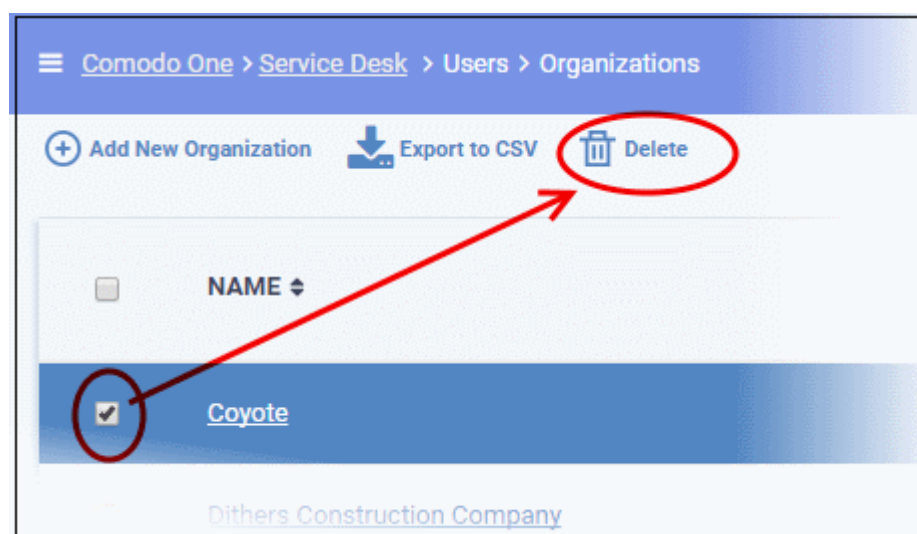 Comodo One > Service Desk > Users > Organizations
Add New Organization Export to CSV Delete
NAME
Coyote
Dithers Construction Company